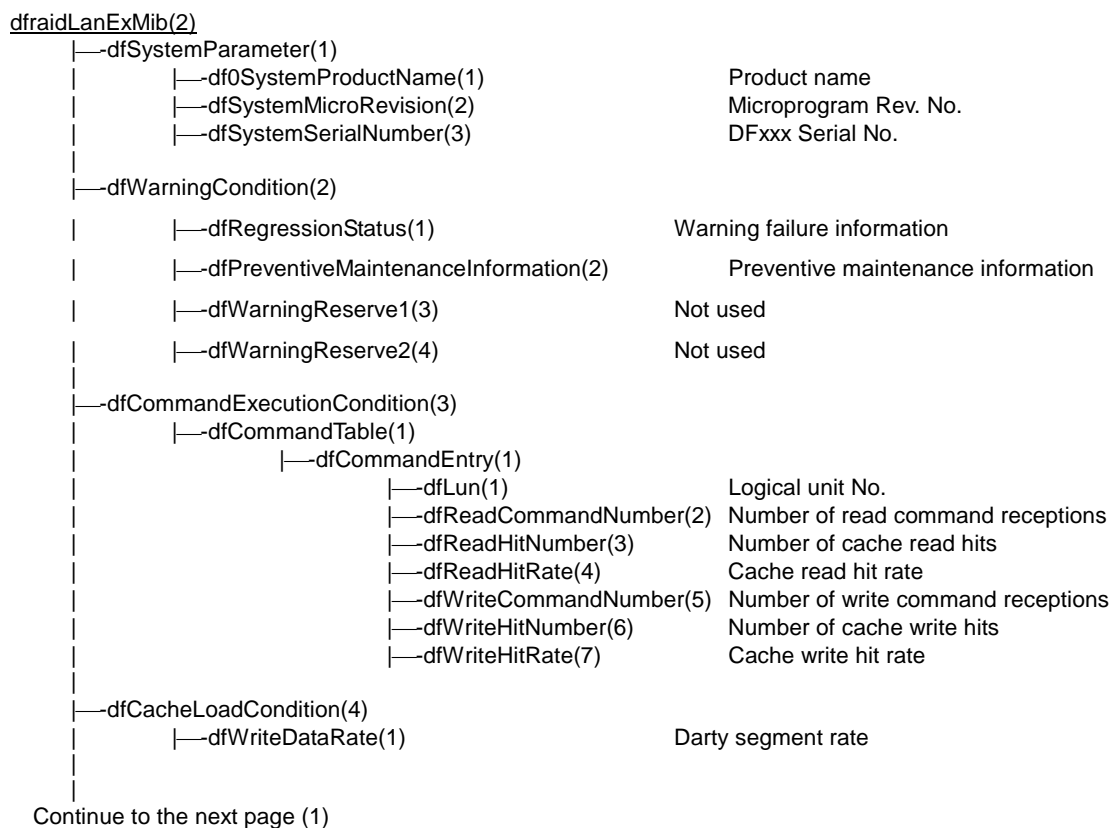 dfraidLanExMib(2)
|—-dfSystemParameter(1)
| |—-df0SystemProductName(1) Product name
| |—-dfSystemMicroRevision(2) Microprogram Rev. No.
| |—-dfSystemSerialNumber(3) DFxxx Serial No.
|
|—-dfWarningCondition(2)
| |—-dfRegressionStatus(1) Warning failure information
| |—-dfPreventiveMaintenanceInformation(2) Preventive maintenance information
| |—-dfWarningReserve1(3) Not used
| |—-dfWarningReserve2(4) Not used
|
|—-dfCommandExecutionCondition(3)
| |—-dfCommandTable(1)
| |—-dfCommandEntry(1)
| |—-dfLun(1) Logical unit No.
| |—-dfReadCommandNumber(2) Number of read command receptions
| |—-dfReadHitNumber(3) Number of cache read hits
| |—-dfReadHitRate(4) Cache read hit rate
| |—-dfWriteCommandNumber(5) Number of write command receptions
| |—-dfWriteHitNumber(6) Number of cache write hits
| |—-dfWriteHitRate(7) Cache write hit rate
|
|—-dfCacheLoadCondition(4)
| |—-dfWriteDataRate(1) Darty segment rate
|
|
Continue to the next page (1)